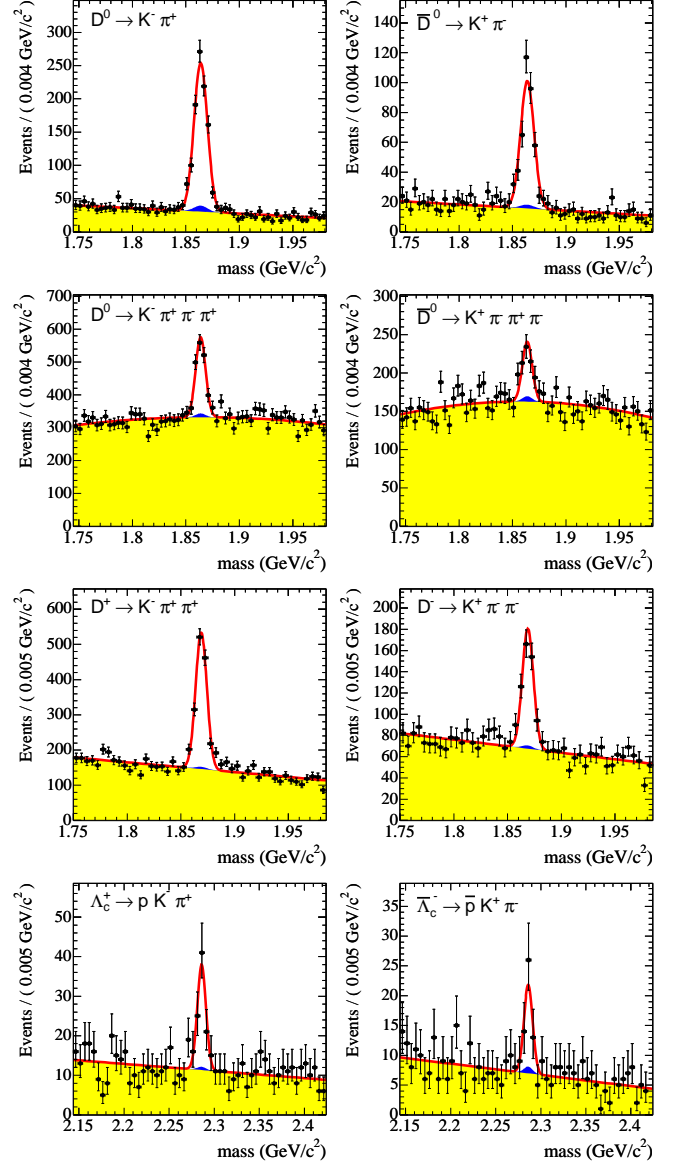 D⁰ → K⁻ π⁺
Events / ( 0.004 GeV/c² )
0 50 100 150 200 250 300
1.75 1.8 1.85 1.9 1.95
mass (GeV/c²)
D̅⁰ → K⁺ π⁻
Events / ( 0.004 GeV/c² )
0 20 40 60 80 100 120 140
1.75 1.8 1.85 1.9 1.95
mass (GeV/c²)
D⁰ → K⁻ π⁺ π⁻ π⁺
Events / ( 0.004 GeV/c² )
0 100 200 300 400 500 600 700
1.75 1.8 1.85 1.9 1.95
mass (GeV/c²)
D̅⁰ → K⁺ π⁻ π⁺ π⁻
Events / ( 0.004 GeV/c² )
0 50 100 150 200 250 300
1.75 1.8 1.85 1.9 1.95
mass (GeV/c²)
D⁺ → K⁻ π⁺ π⁺
Events / ( 0.005 GeV/c² )
0 100 200 300 400 500 600
1.75 1.8 1.85 1.9 1.95
mass (GeV/c²)
D⁻ → K⁺ π⁻ π⁻
Events / ( 0.005 GeV/c² )
0 20 40 60 80 100 120 140 160 180 200
1.75 1.8 1.85 1.9 1.95
mass (GeV/c²)
Λc⁺ → p K⁻ π⁺
Events / ( 0.005 GeV/c² )
0 10 20 30 40 50
2.15 2.2 2.25 2.3 2.35 2.4
mass (GeV/c²)
Λ̅c⁻ → p̅ K⁺ π⁻
Events / ( 0.005 GeV/c² )
0 5 10 15 20 25 30 35
2.15 2.2 2.25 2.3 2.35 2.4
mass (GeV/c²)